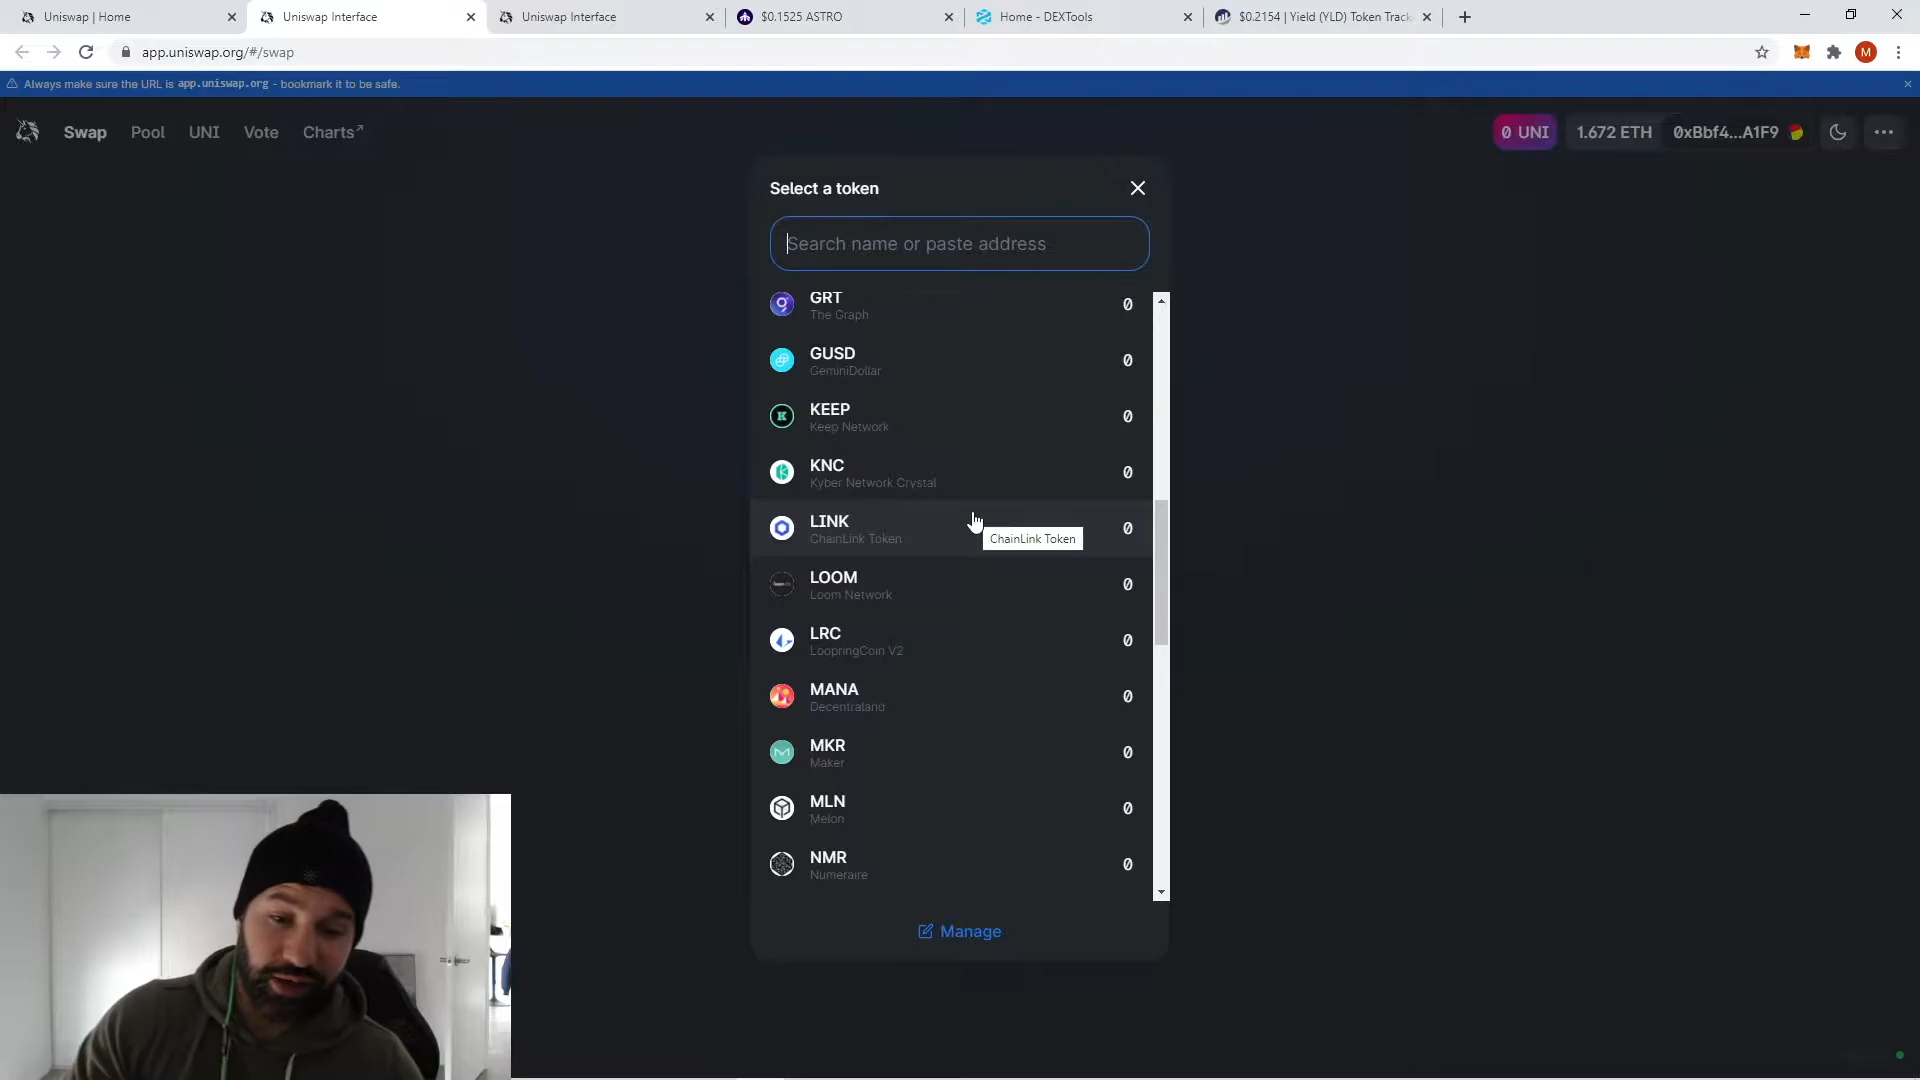 Uniswap | Home
Uniswap Interface
Uniswap Interface
$0.1525 ASTRO
Home - DEXTools
$0.2154 | Yield (YLD) Token Track
app.uniswap.org/#/swap
M
Always make sure the URL is app.uniswap.org - bookmark it to be safe.
Swap
Pool
UNI
Vote
Charts
0 UNI
1.672 ETH
0xBbf4...A1F9
Select a token
Search name or paste address
GRT 0
The Graph
GUSD 0
GeminiDollar
KEEP 0
Keep Network
KNC 0
Kyber Network Crystal
LINK 0
ChainLink Token
ChainLink Token
LOOM 0
Loom Network
LRC 0
LoopringCoin V2
MANA 0
Decentraland
MKR 0
Maker
MLN 0
Melon
NMR 0
Numeraire
Manage